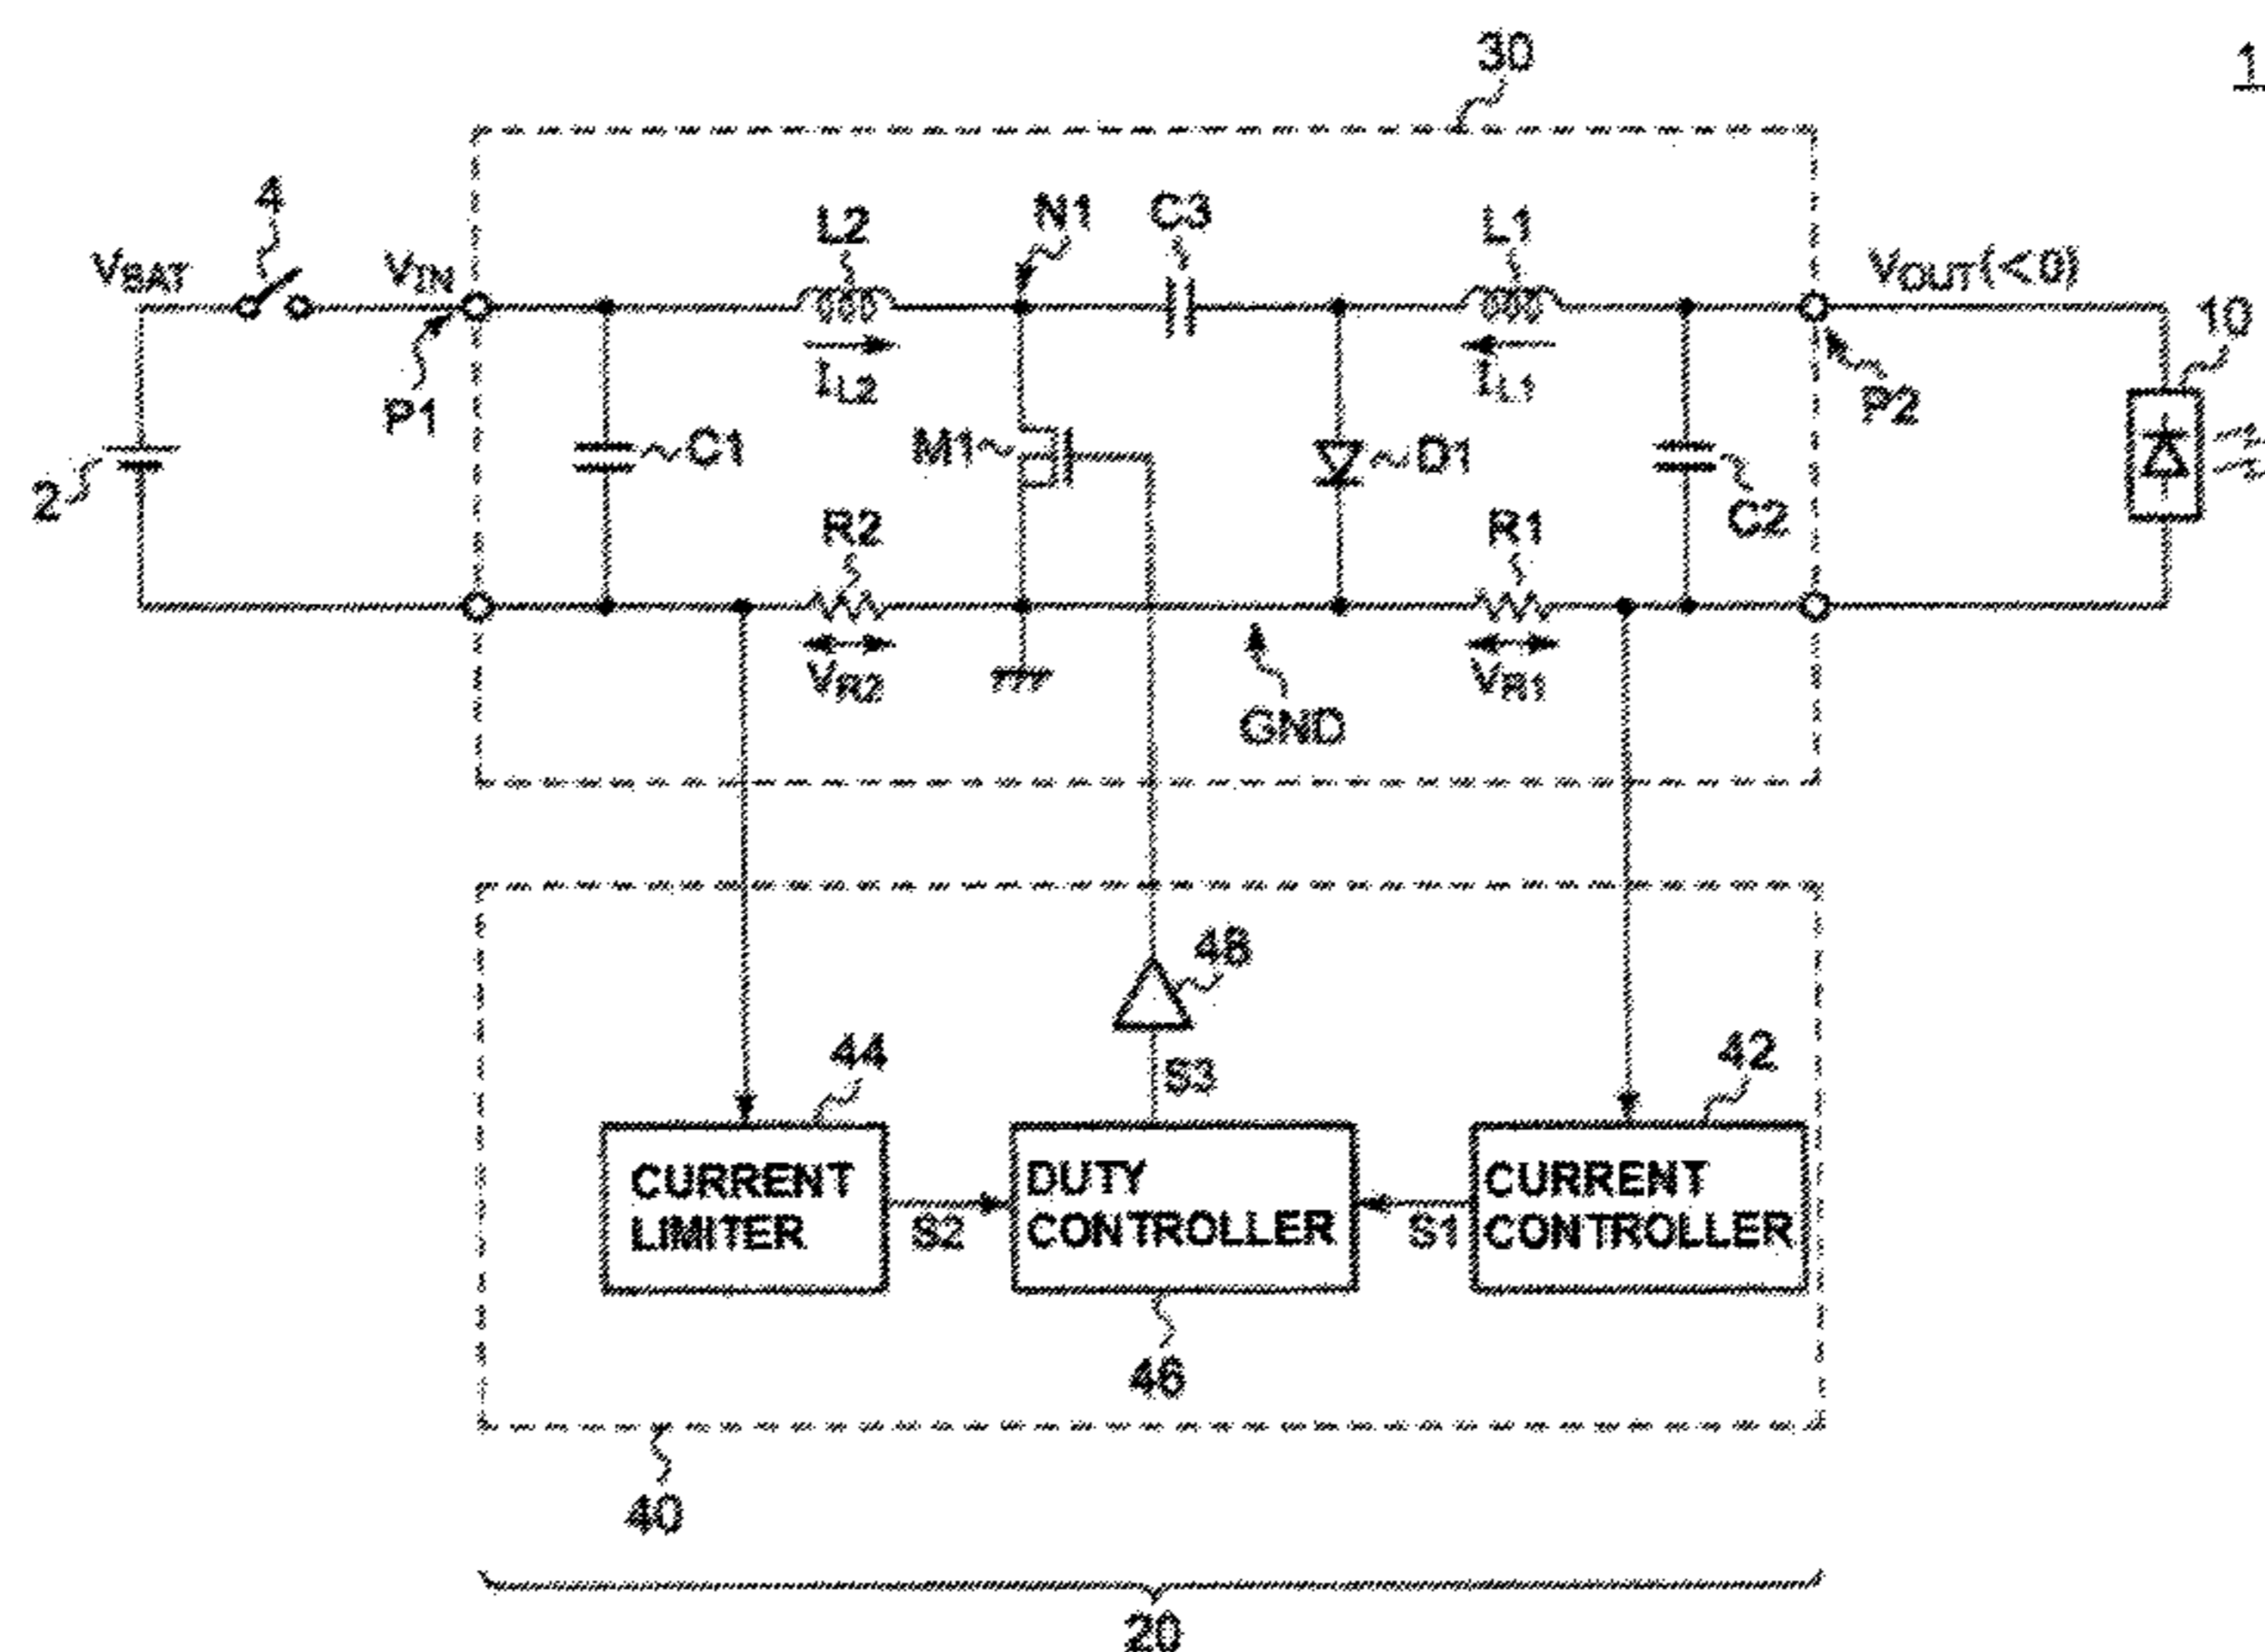 30
1
4
L2
N1
C3
L1
VBAT
VIN
VOUT(<0)
10
IL2
IL1
P1
P2
C1
M1
D1
2
C2
R2
R1
VR2
VR1
GND
48
44
S3
42
CURRENT
LIMITER
S2
DUTY
CONTROLLER
S1
CURRENT
CONTROLLER
46
40
20